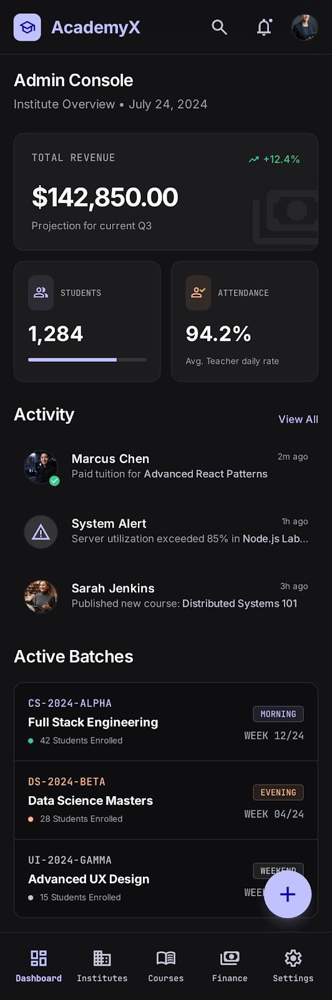 AcademyX
Admin Console
Institute Overview • July 24, 2024
TOTAL REVENUE
+12.4%
$142,850.00
Projection for current Q3
STUDENTS
1,284
ATTENDANCE
94.2%
Avg. Teacher daily rate
Activity
View All
Marcus Chen
2m ago
Paid tuition for Advanced React Patterns
System Alert
1h ago
Server utilization exceeded 85% in Node.js Lab...
Sarah Jenkins
3h ago
Published new course: Distributed Systems 101
Active Batches
CS-2024-ALPHA
Full Stack Engineering
42 Students Enrolled
MORNING
WEEK 12/24
DS-2024-BETA
Data Science Masters
28 Students Enrolled
EVENING
WEEK 04/24
UI-2024-GAMMA
Advanced UX Design
15 Students Enrolled
WEEKEND
Dashboard
Institutes
Courses
Finance
Settings